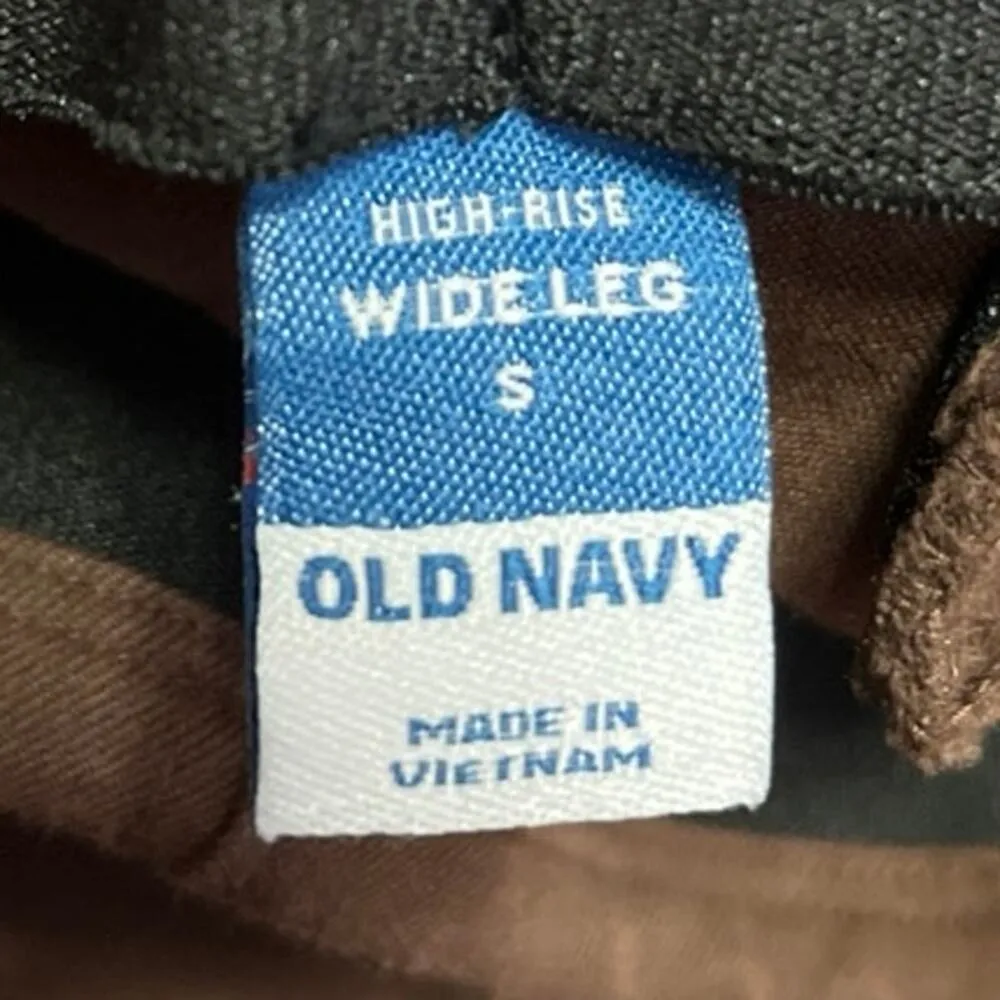 HIGH-RISE
WIDE LEG
S
OLD NAVY
MADE IN
VIETNAM